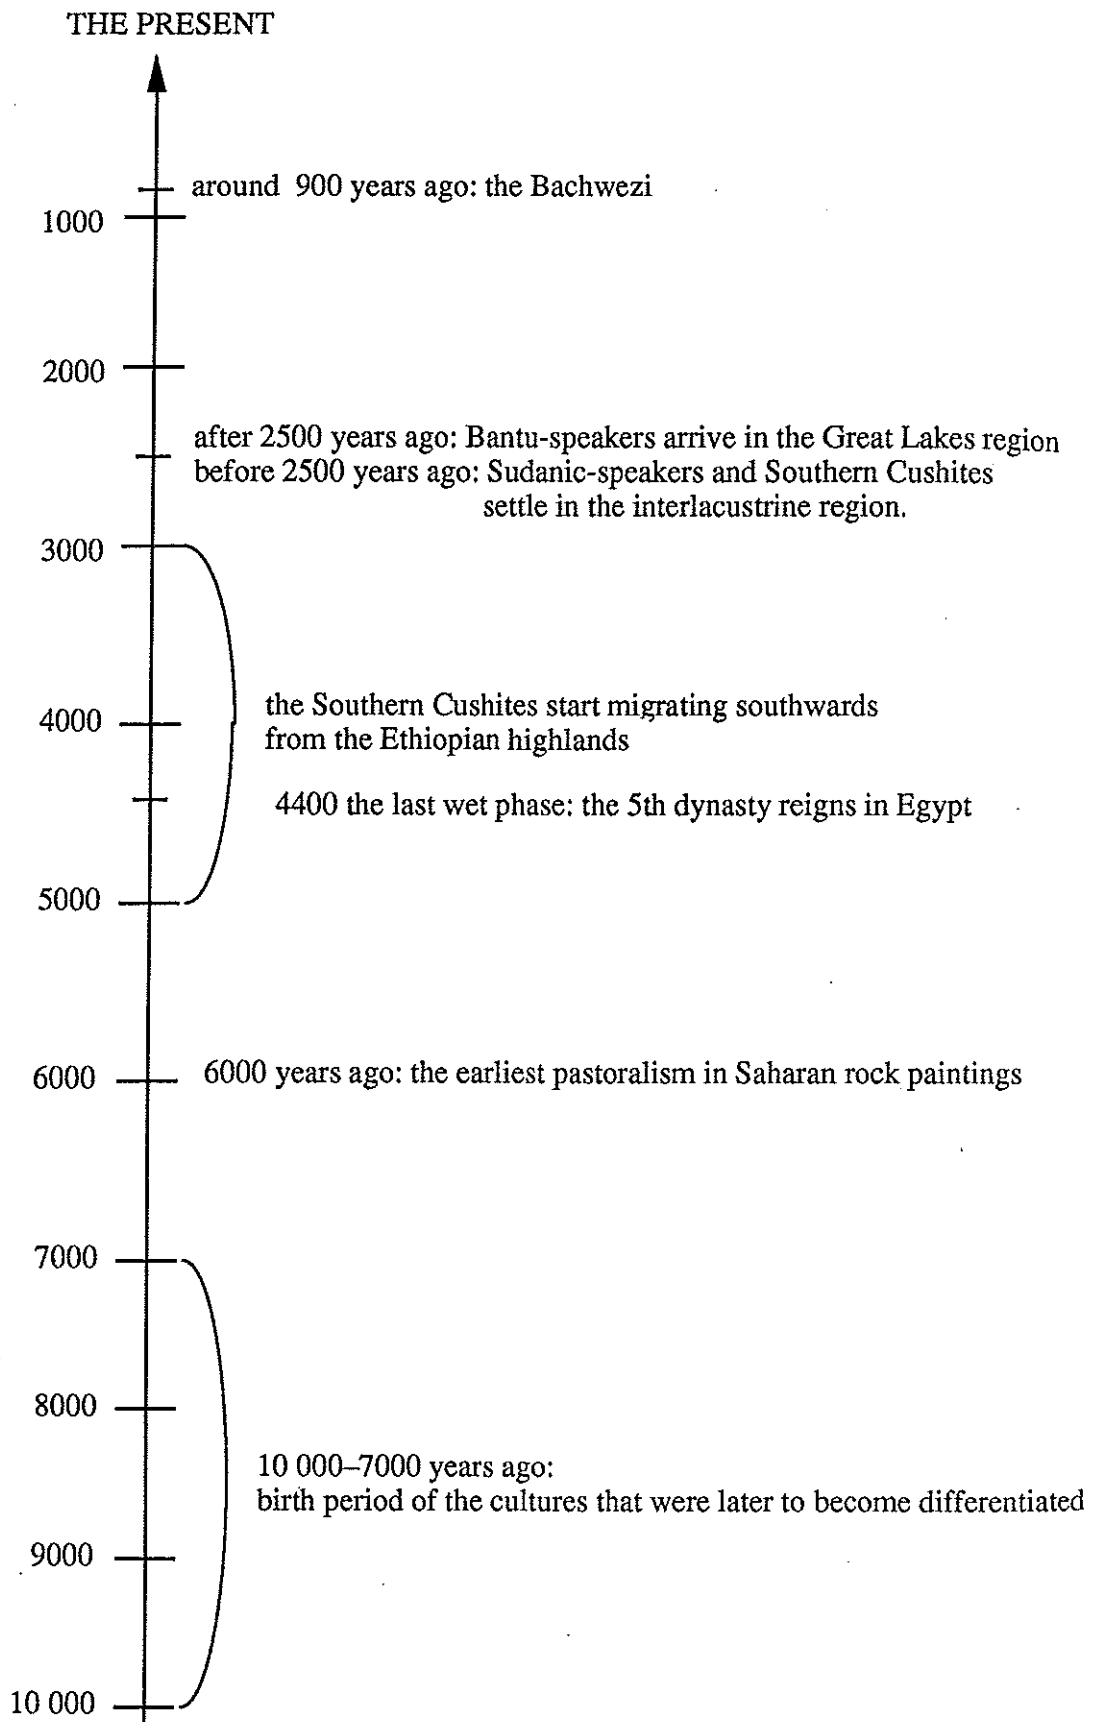 THE PRESENT
around 900 years ago: the Bachwezi
1000
2000
after 2500 years ago: Bantu-speakers arrive in the Great Lakes region
before 2500 years ago: Sudanic-speakers and Southern Cushites
settle in the interlacustrine region.
3000
the Southern Cushites start migrating southwards
4000
from the Ethiopian highlands
4400 the last wet phase: the 5th dynasty reigns in Egypt
5000
6000 6000 years ago: the earliest pastoralism in Saharan rock paintings
7000
8000
10 000–7000 years ago:
birth period of the cultures that were later to become differentiated
9000
10 000